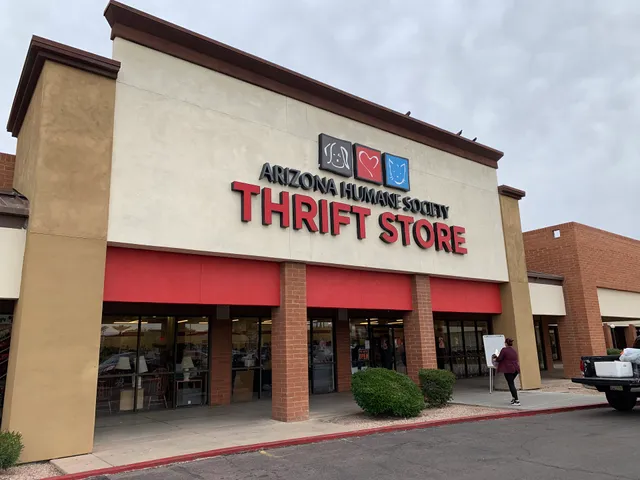 ARIZONA HUMANE SOCIETY
THRIFT STORE